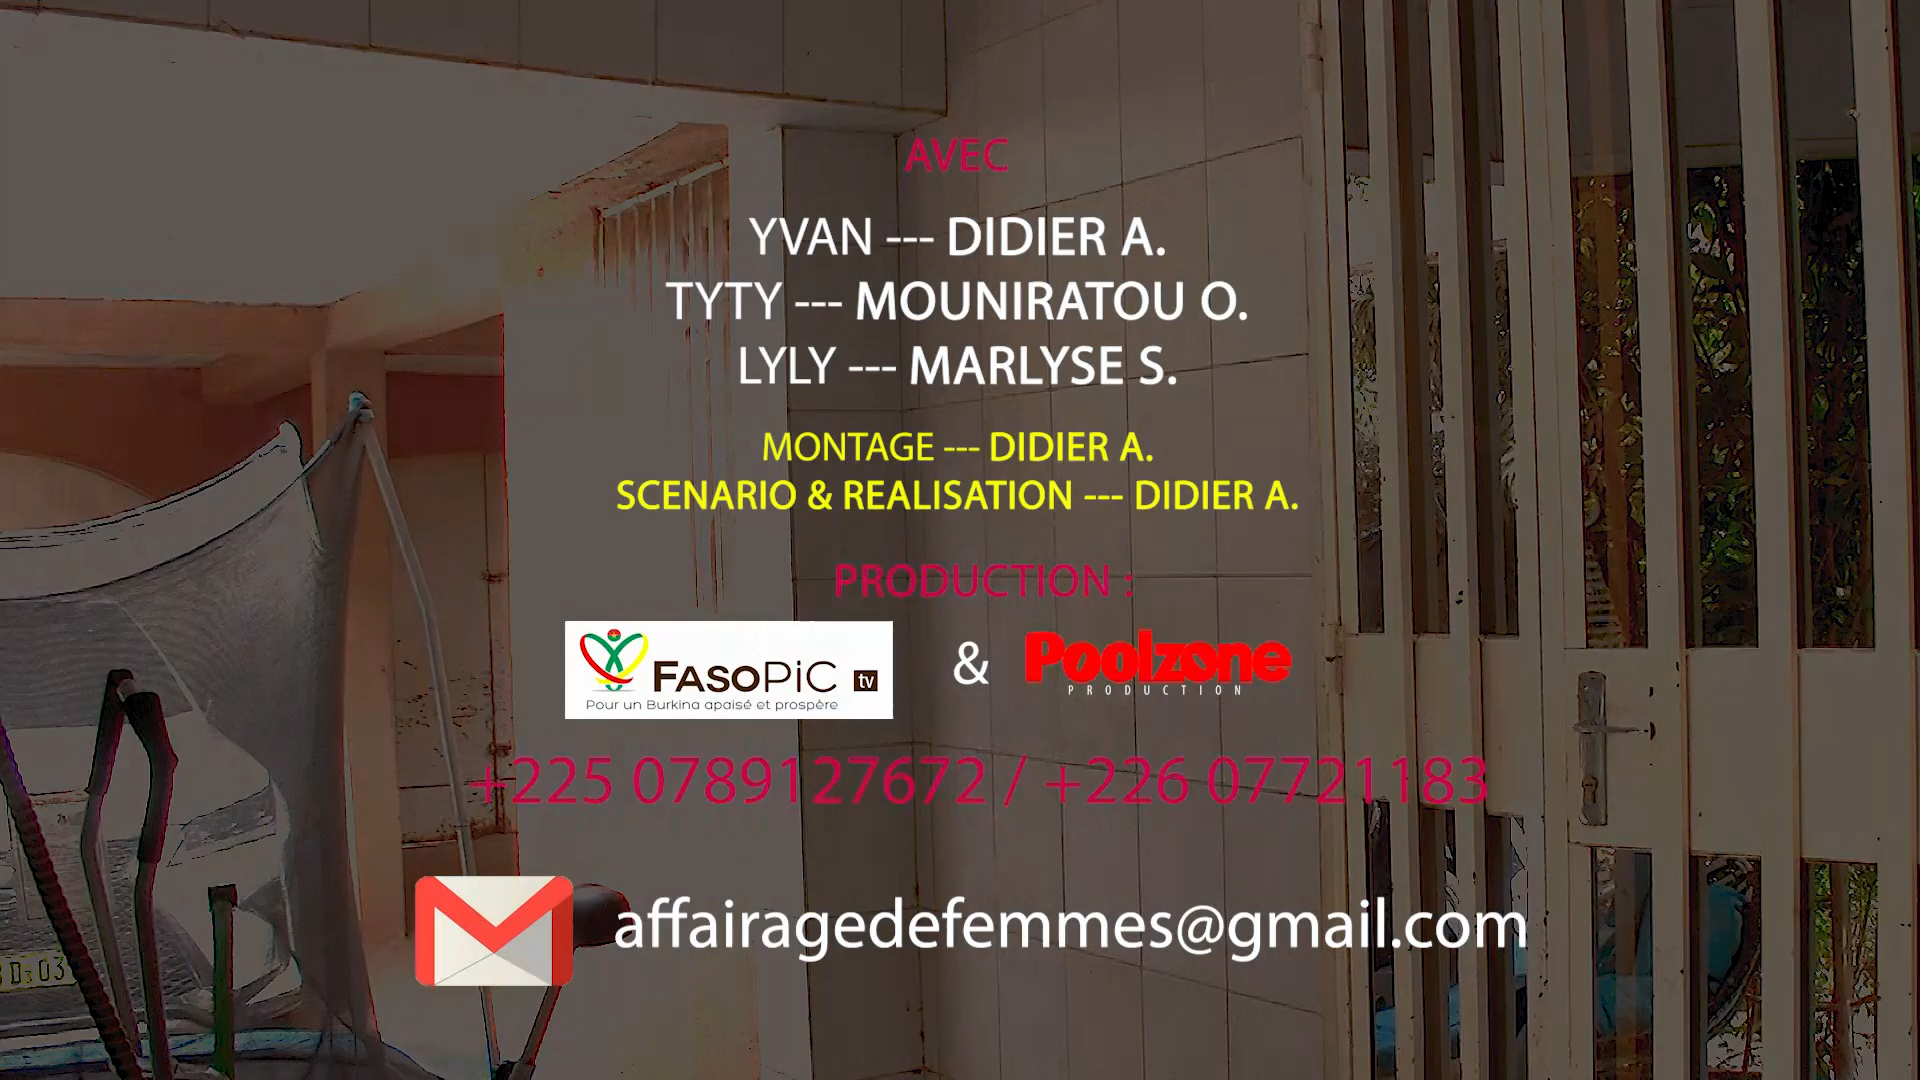 AVEC
YVAN --- DIDIER A.
TYTY --- MOUNIRATOU O.
LYLY --- MARLYSE S.
MONTAGE --- DIDIER A.
SCENARIO & REALISATION --- DIDIER A.
PRODUCTION :
FASOPiC tv
Pour un Burkina apaisé et prospère
&
Poolzone
PRODUCTION
+225 0789127672 / +226 07721183
affairagedefemmes@gmail.com